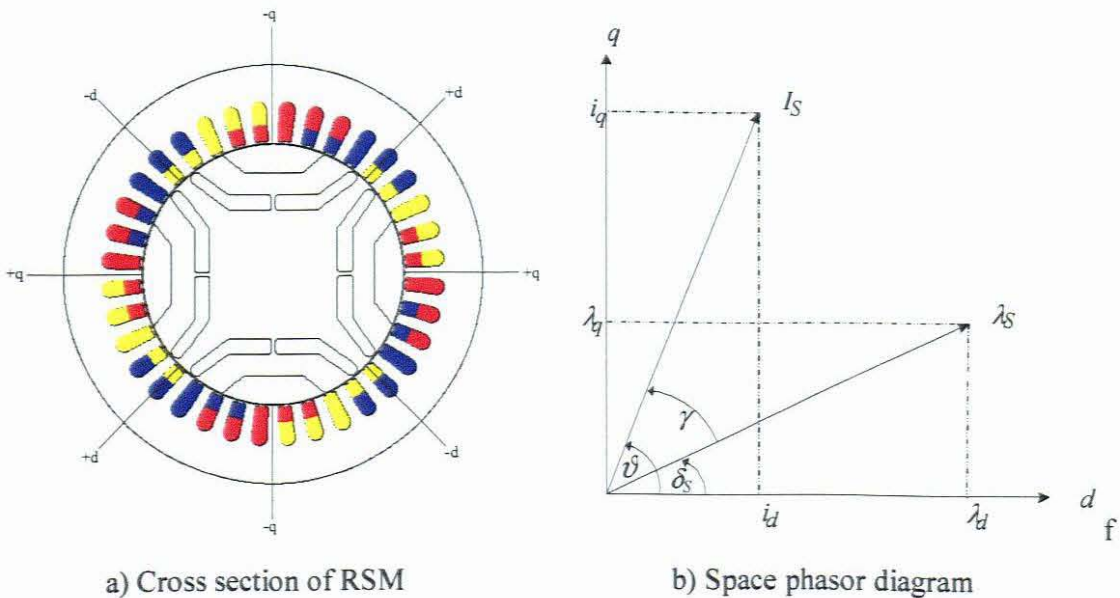 -q
-d
+d
+q
+q
+d
-d
-q
a) Cross section of RSM
q
i_q
I_S
λ_q
λ_S
γ
ϑ
δ_S
i_d
λ_d
d
f
b) Space phasor diagram